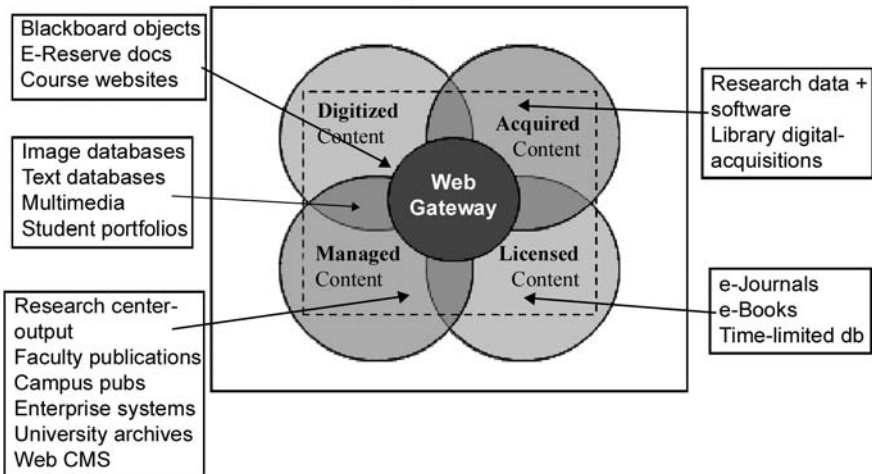 Blackboard objects
E-Reserve docs
Course websites
Image databases
Text databases
Multimedia
Student portfolios
Research center-
output
Faculty publications
Campus pubs
Enterprise systems
University archives
Web CMS
Digitized
Content
Acquired
Content
Web
Gateway
Managed
Content
Licensed
Content
Research data +
software
Library digital-
acquisitions
e-Journals
e-Books
Time-limited db